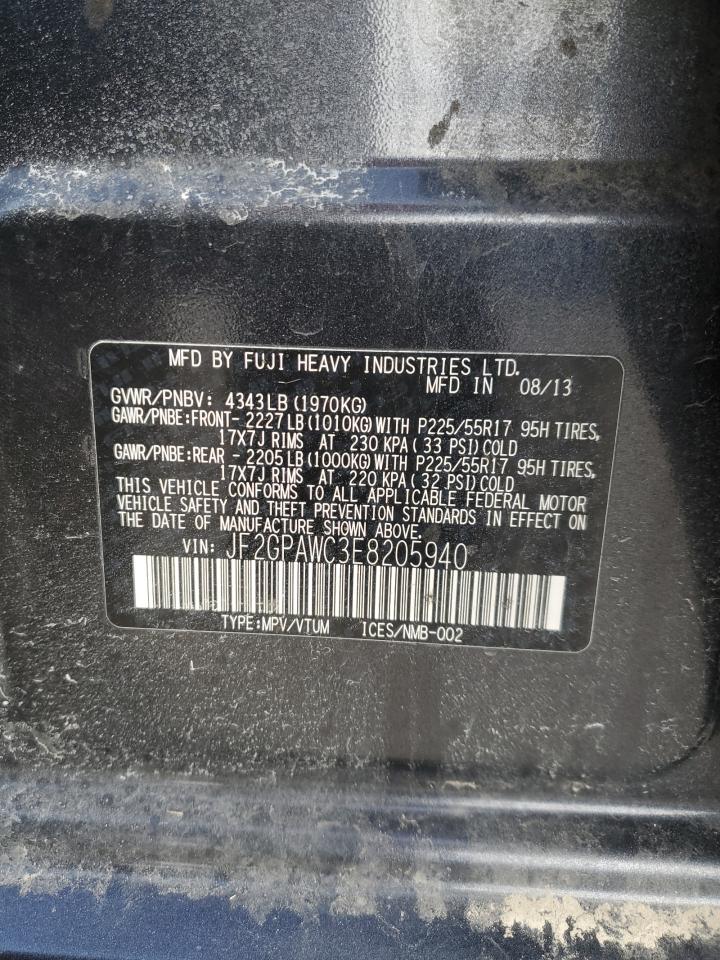 MFD BY FUJI HEAVY INDUSTRIES LTD.
MFD IN 08/13
GVWR/PNBV: 4343LB (1970KG)
GAWR/PNBE:FRONT- 2227LB (1010KG) WITH P225/55R17 95H TIRES,
17X7J RIMS AT 230 KPA (33 PSI) COLD
GAWR/PNBE:REAR - 2205LB (1000KG) WITH P225/55R17 95H TIRES,
17X7J RIMS AT 220 KPA (32 PSI) COLD
THIS VEHICLE CONFORMS TO ALL APPLICABLE FEDERAL MOTOR
VEHICLE SAFETY AND THEFT PREVENTION STANDARDS IN EFFECT ON
THE DATE OF MANUFACTURE SHOWN ABOVE.
VIN: JF2GPAWC3E8205940
TYPE:MPV/VTUM ICES/NMB-002